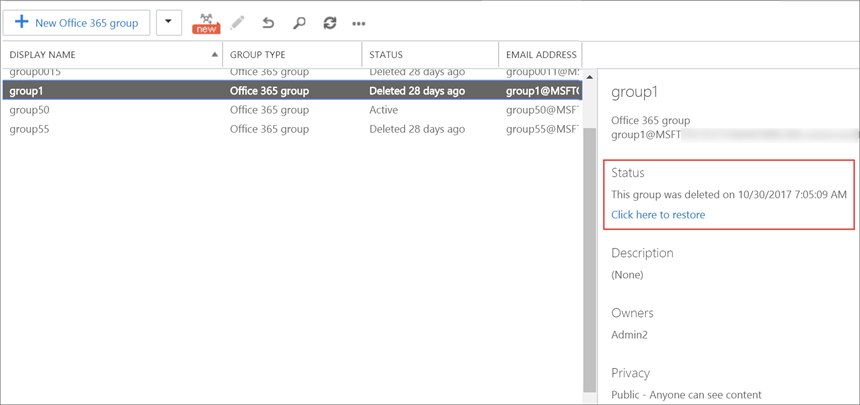 New Office 365 group
new
DISPLAY NAME GROUP TYPE STATUS EMAIL ADDRESS
group0015 Office 365 group Deleted 28 days ago group0011@MS
group1 Office 365 group Deleted 28 days ago group1@MSFTC
group50 Office 365 group Active group50@MSF
group55 Office 365 group Deleted 28 days ago group55@MSF
group1
Office 365 group
group1@MSFT
Status
This group was deleted on 10/30/2017 7:05:09 AM
Click here to restore
Description
(None)
Owners
Admin2
Privacy
Public - Anyone can see content